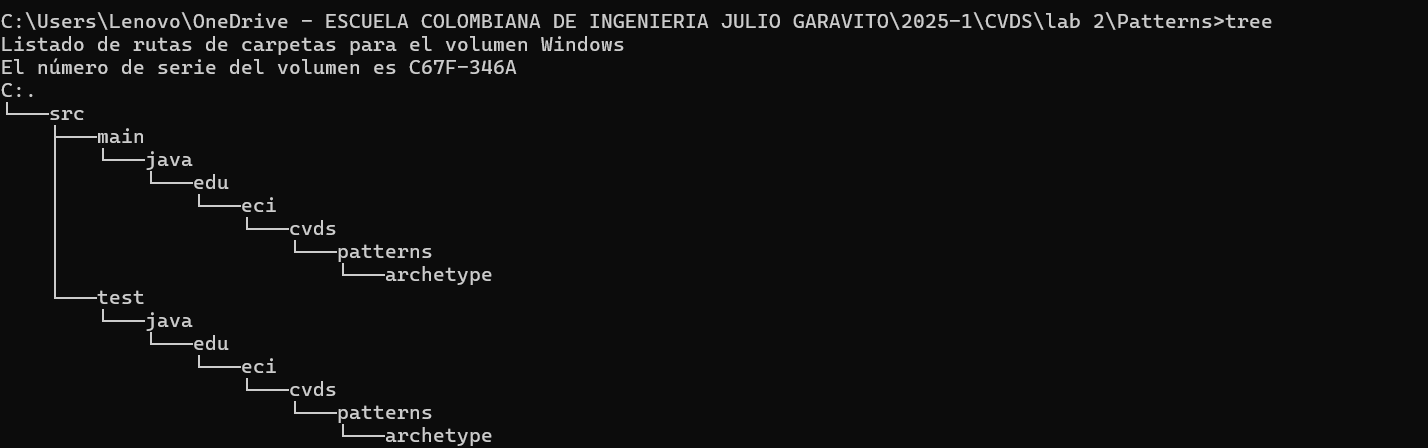 C:\Users\Lenovo\OneDrive - ESCUELA COLOMBIANA DE INGENIERIA JULIO GARAVITO\2025-1\CVDS\lab 2\Patterns>tree
Listado de rutas de carpetas para el volumen Windows
El número de serie del volumen es C67F-346A
C:.
└───src
    ├───main
    │   └───java
    │       └───edu
    │           └───eci
    │               └───cvds
    │                   └───patterns
    │                       └───archetype
    └───test
        └───java
            └───edu
                └───eci
                    └───cvds
                        └───patterns
                            └───archetype